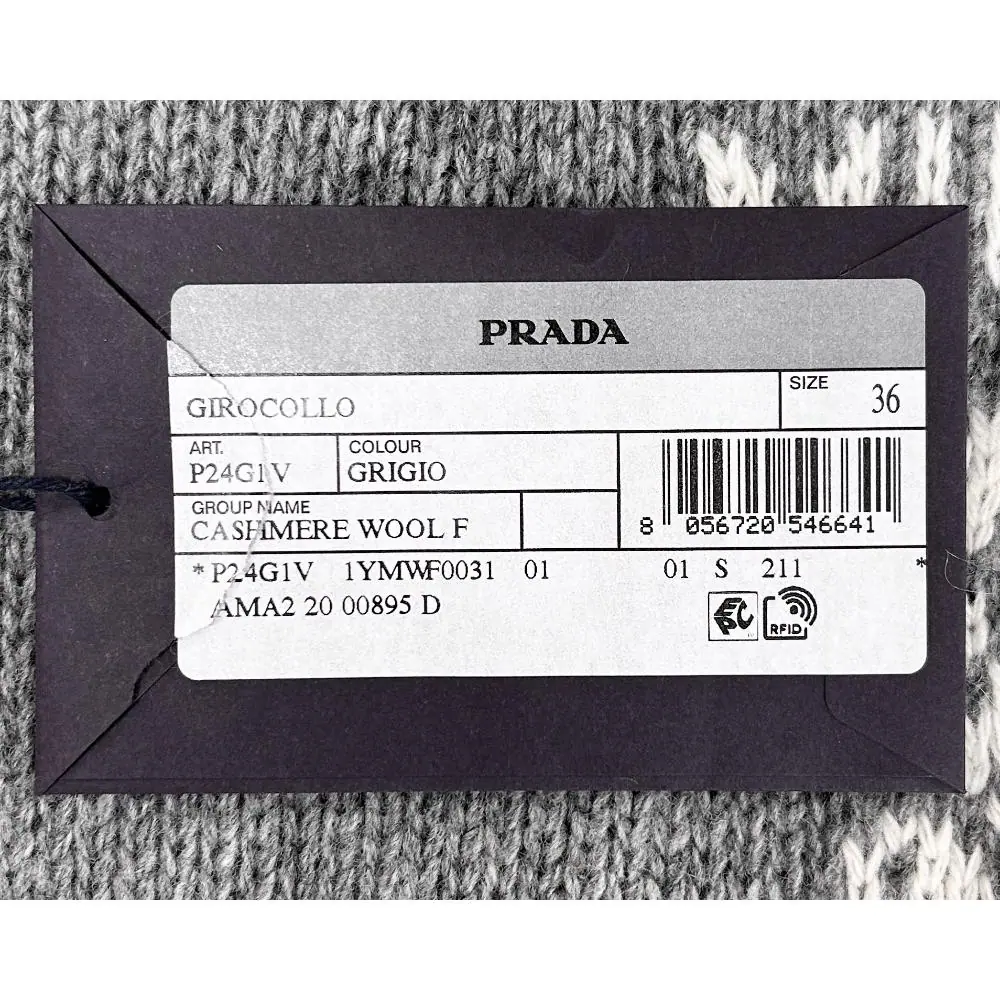 PRADA
GIROCOLLO
SIZE
36
ART.
P24G1V
COLOUR
GRIGIO
GROUP NAME
CASHMERE WOOL F
8 056720 546641
* P24G1V 1YMWF0031 01 01 S 211 *
AMA2 20 00895 D
EPC
RFID